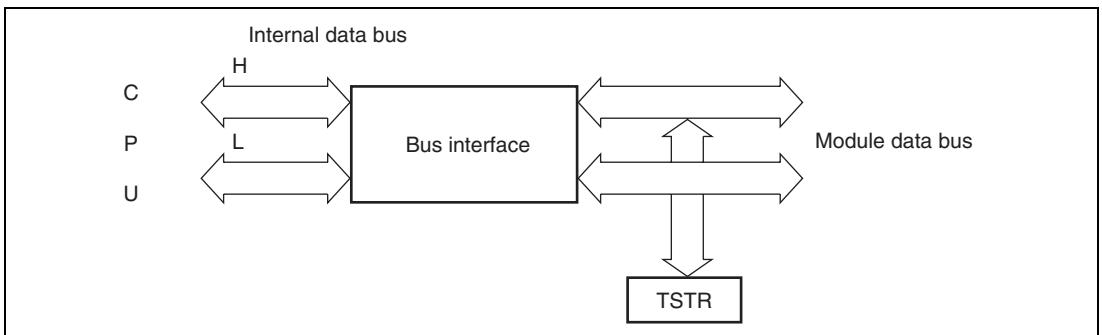 Internal data bus
H
C
P
U
L
Bus interface
Module data bus
TSTR